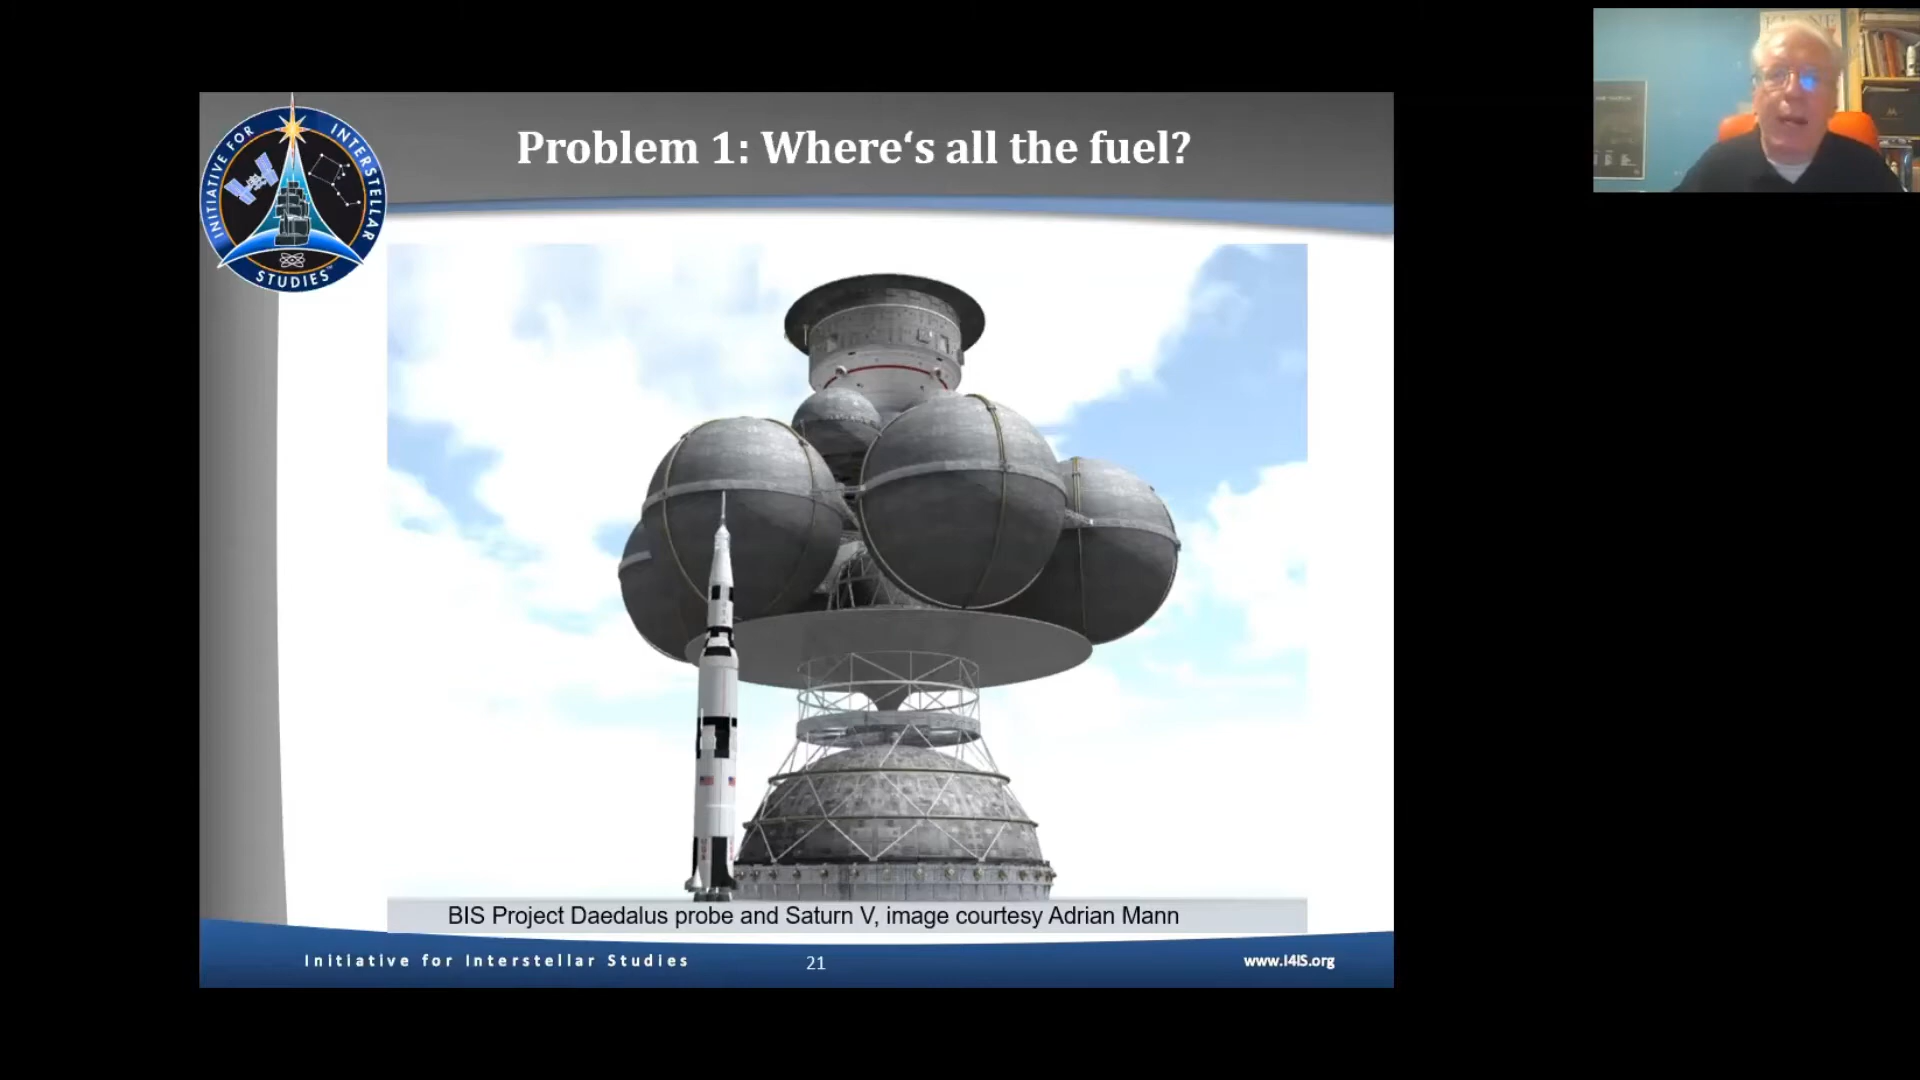 Problem 1: Where‘s all the fuel?
INITIATIVE FOR INTERSTELLAR
STUDIES™
BIS Project Daedalus probe and Saturn V, image courtesy Adrian Mann
Initiative for Interstellar Studies
21
www.I4IS.org